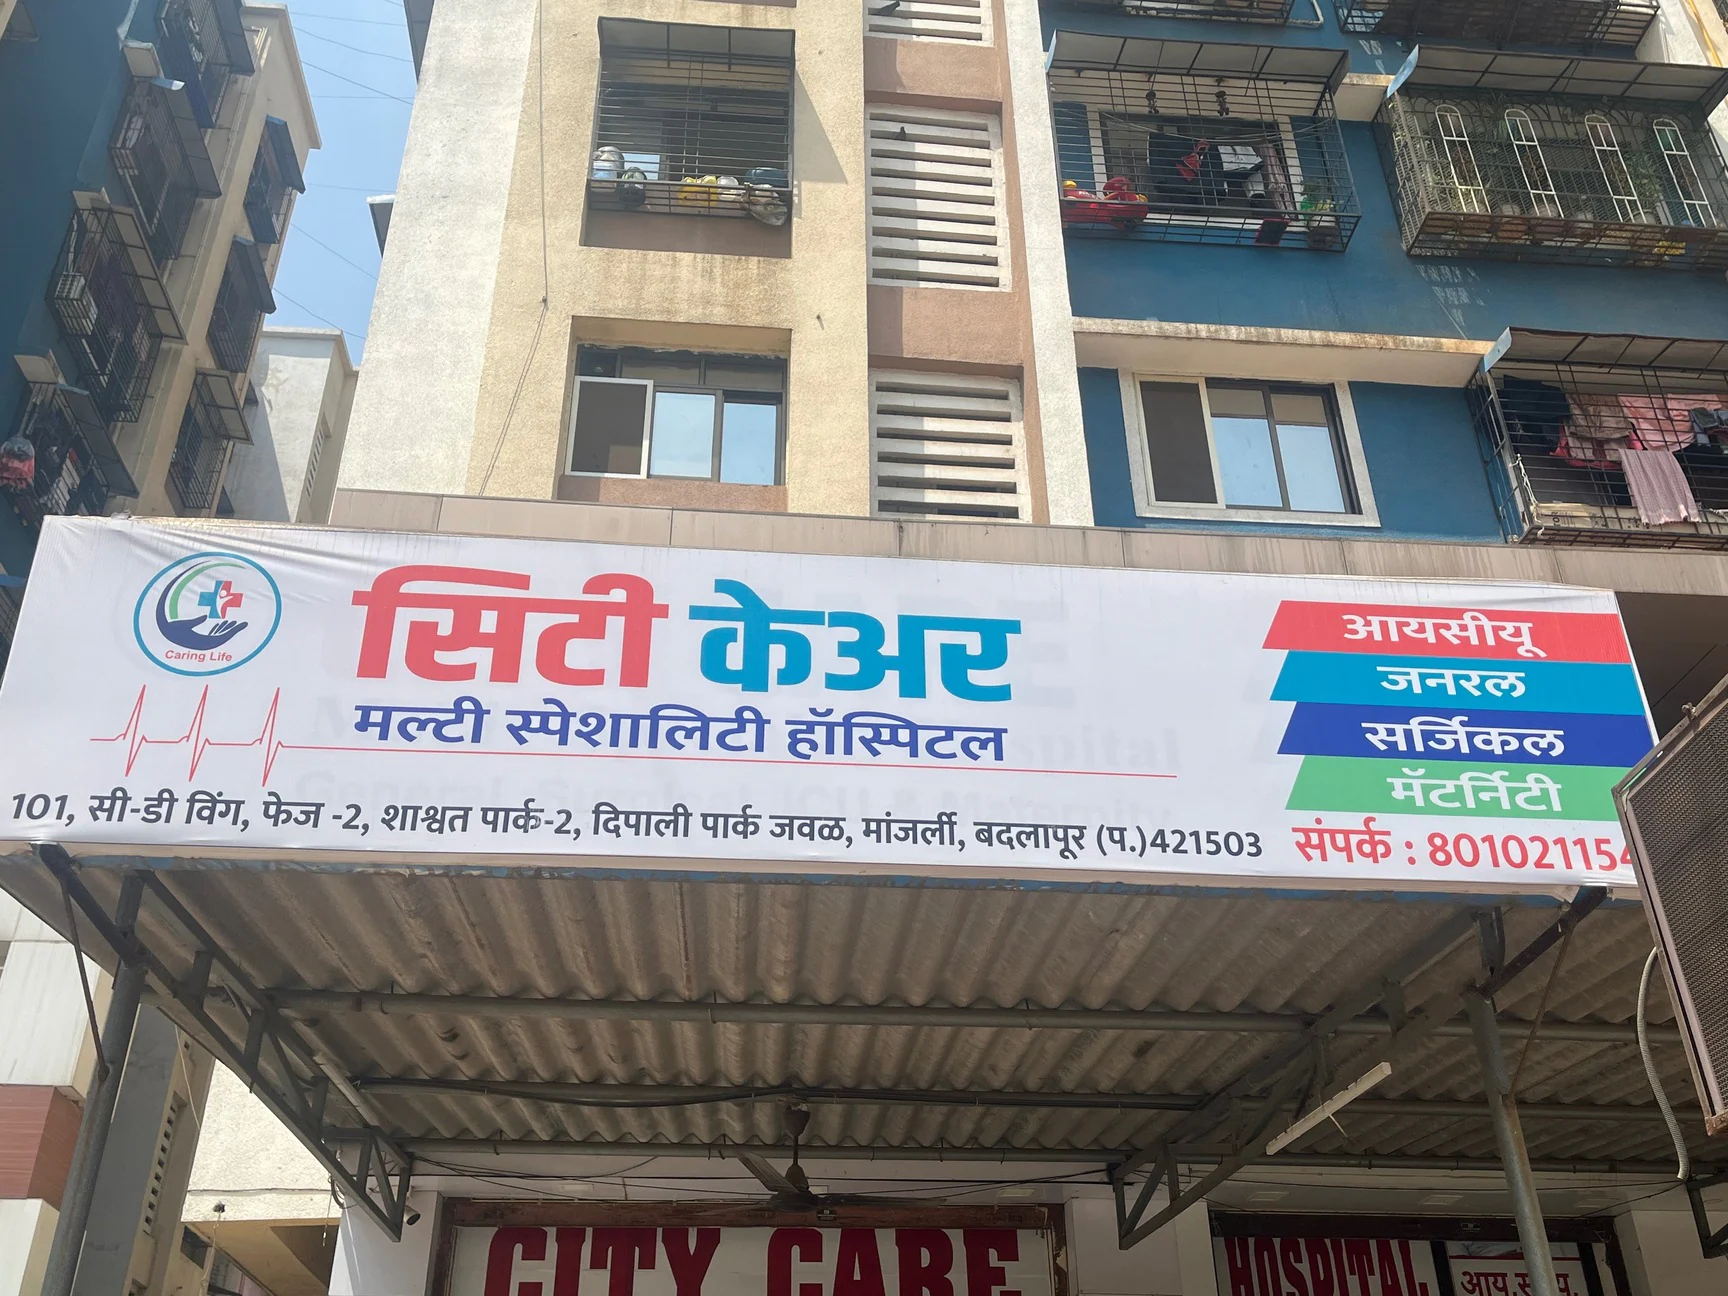 Caring Life
सिटी केअर
मल्टी स्पेशालिटी हॉस्पिटल
101, सी-डी विंग, फेज -2, शाश्वत पार्क-2, दिपाली पार्क जवळ, मांजर्ली, बदलापूर (प.)421503
आयसीयू
जनरल
सर्जिकल
मॅटर्निटी
संपर्क : 801021154
CITY CARE
HOSPITAL